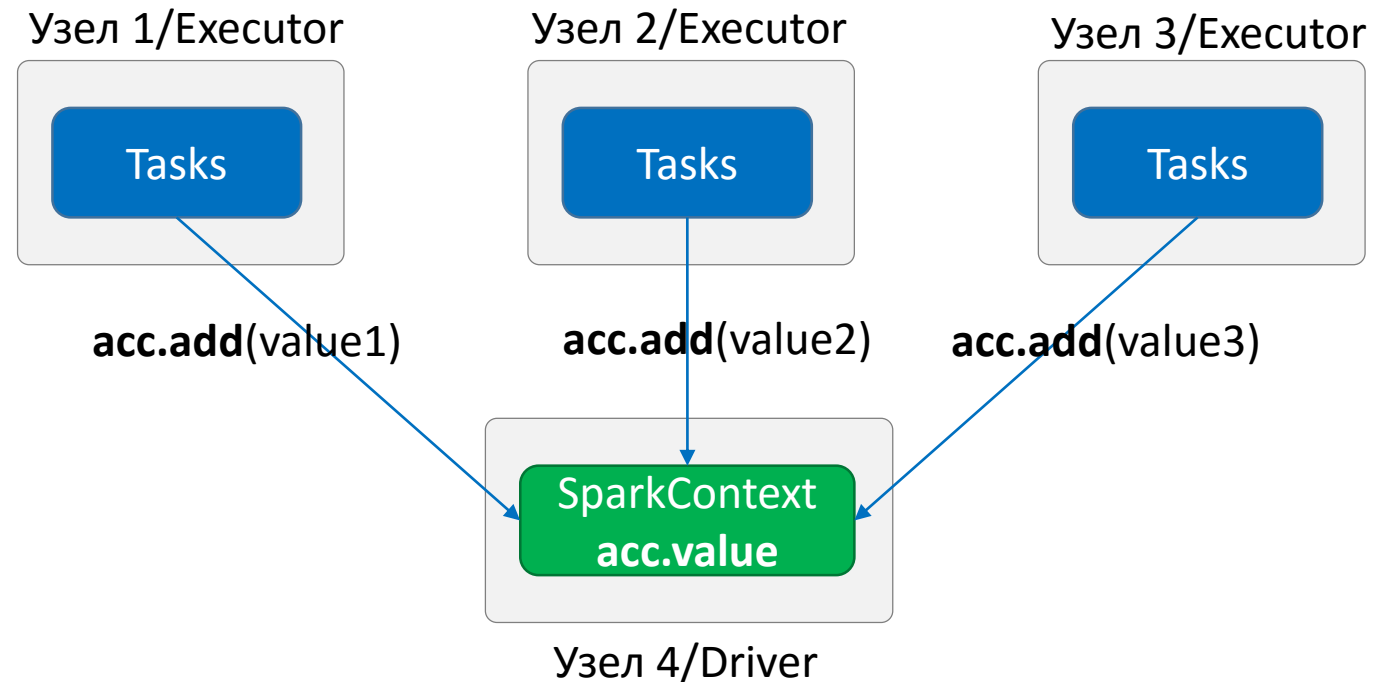 Узел 1/Executor
Узел 2/Executor
Узел 3/Executor
Tasks
Tasks
Tasks
acc.add(value1)
acc.add(value2)
acc.add(value3)
SparkContext
acc.value
Узел 4/Driver